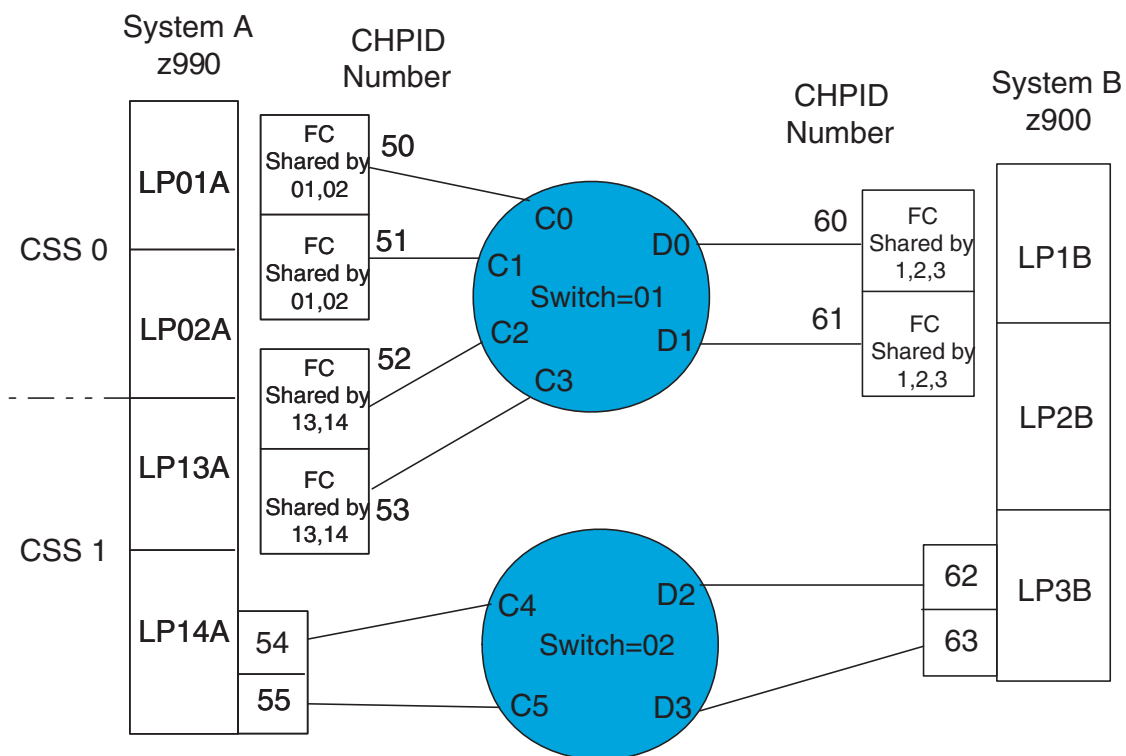 System A
z990
CHPID
Number
CHPID
Number
System B
z900
LP01A
LP02A
LP13A
LP14A
CSS 0
CSS 1
FC
Shared by
01,02
50
FC
Shared by
01,02
51
FC
Shared by
13,14
52
FC
Shared by
13,14
53
54
55
C0
C1
C2
C3
D0
D1
Switch=01
C4
C5
D2
D3
Switch=02
60
FC
Shared by
1,2,3
61
FC
Shared by
1,2,3
62
63
LP1B
LP2B
LP3B